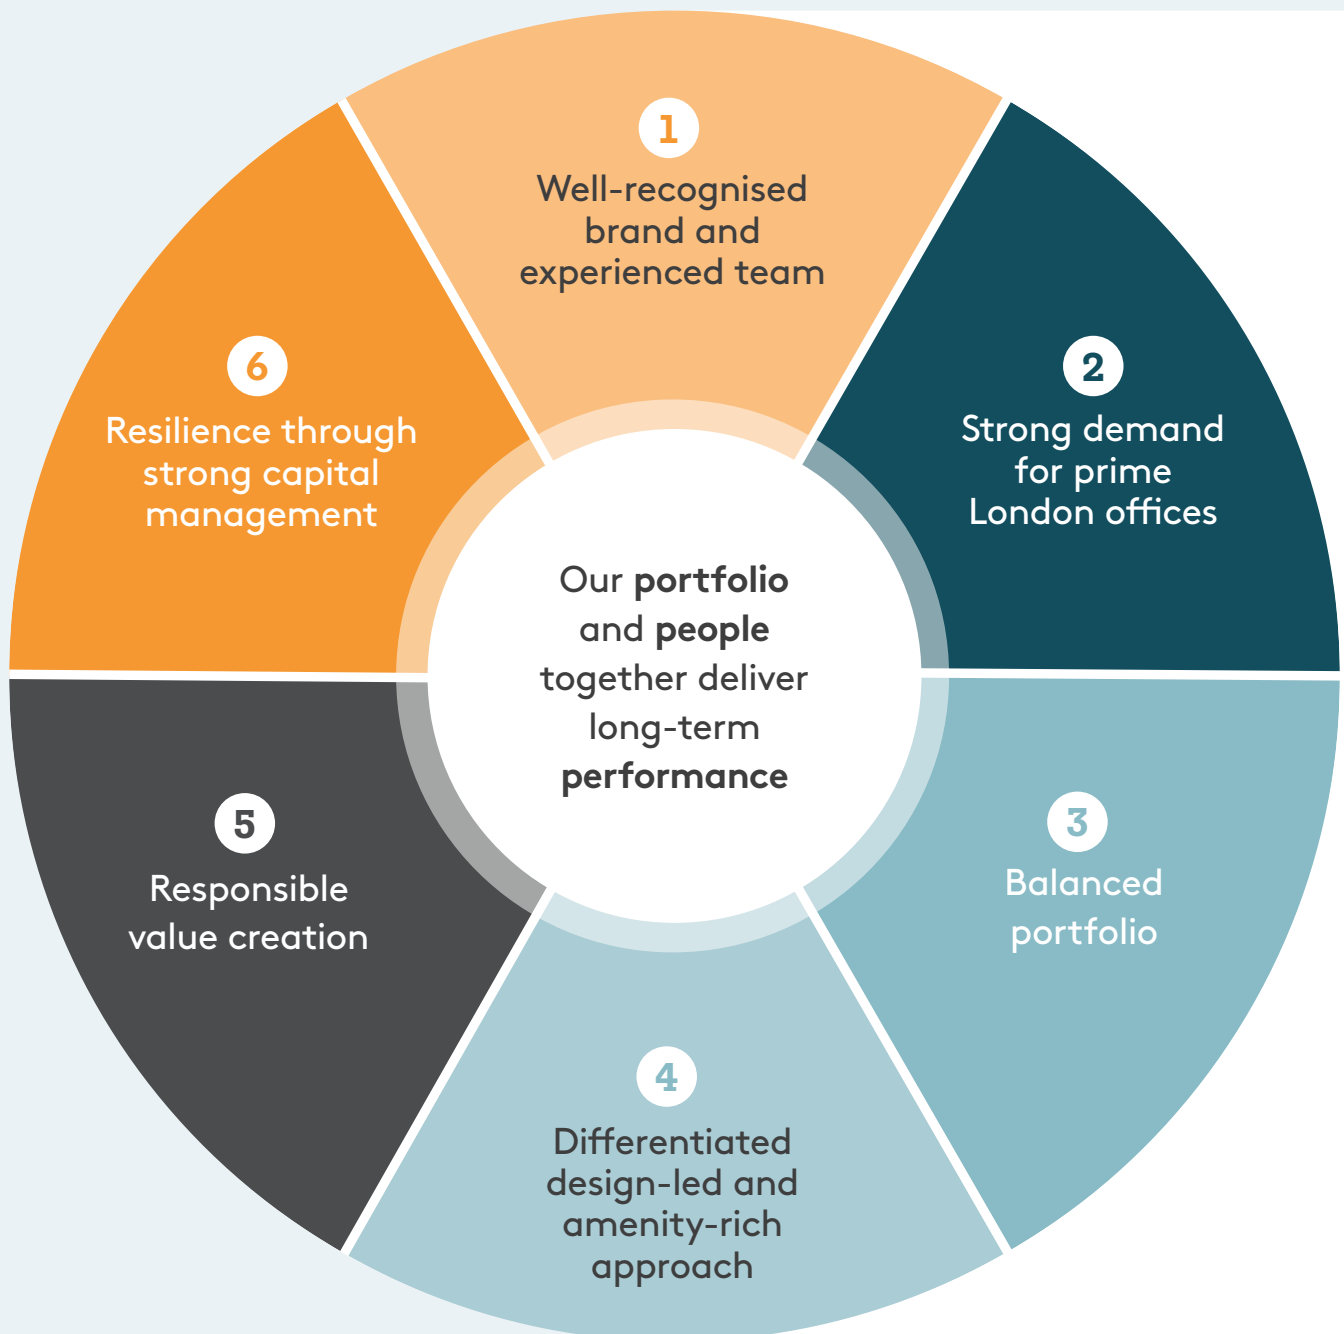 1
Well-recognised
brand and
experienced team
2
Strong demand
for prime
London offices
3
Balanced
portfolio
4
Differentiated
design-led and
amenity-rich
approach
5
Responsible
value creation
6
Resilience through
strong capital
management
Our portfolio
and people
together deliver
long-term
performance